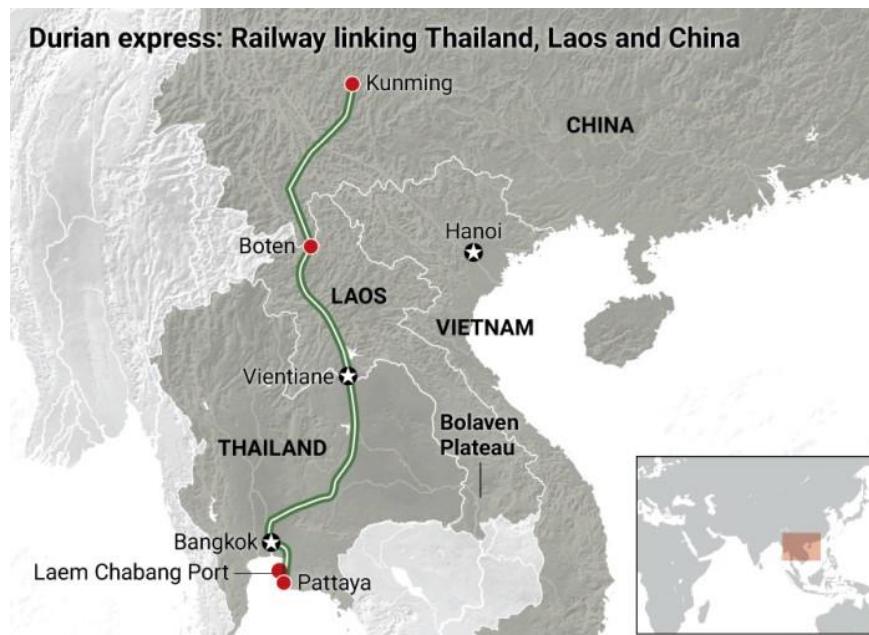 Durian express: Railway linking Thailand, Laos and China
Kunming
CHINA
Boten
Hanoi
LAOS
VIETNAM
Vientiane
Bolaven
Plateau
THAILAND
Bangkok
Laem Chabang Port
Pattaya